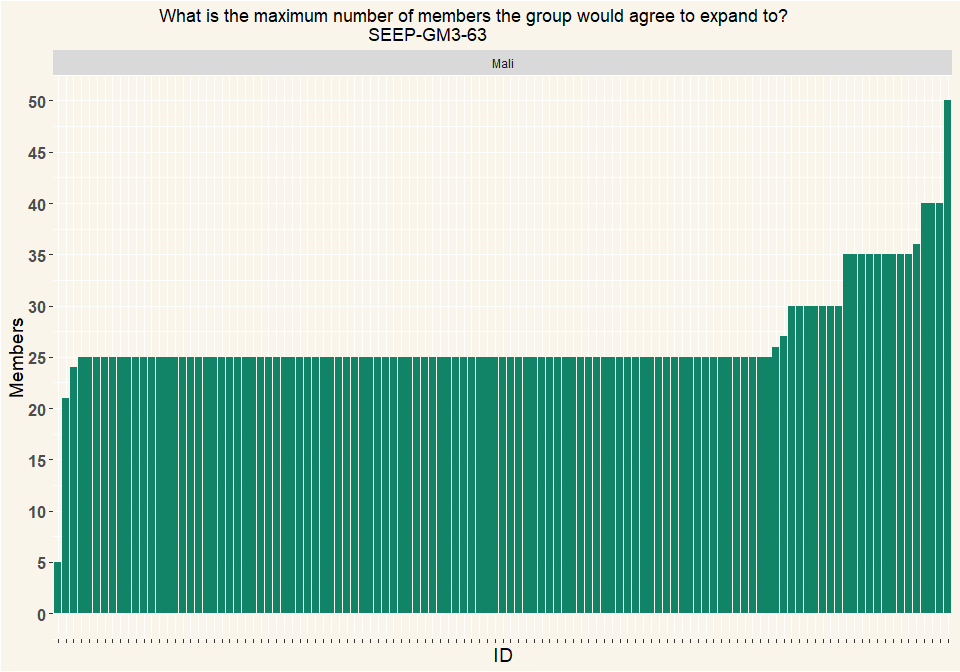 What is the maximum number of members the group would agree to expand to?
SEEP-GM3-63
Mali
50
45
40
35
30
25
20
15
10
5
0
Members
ID